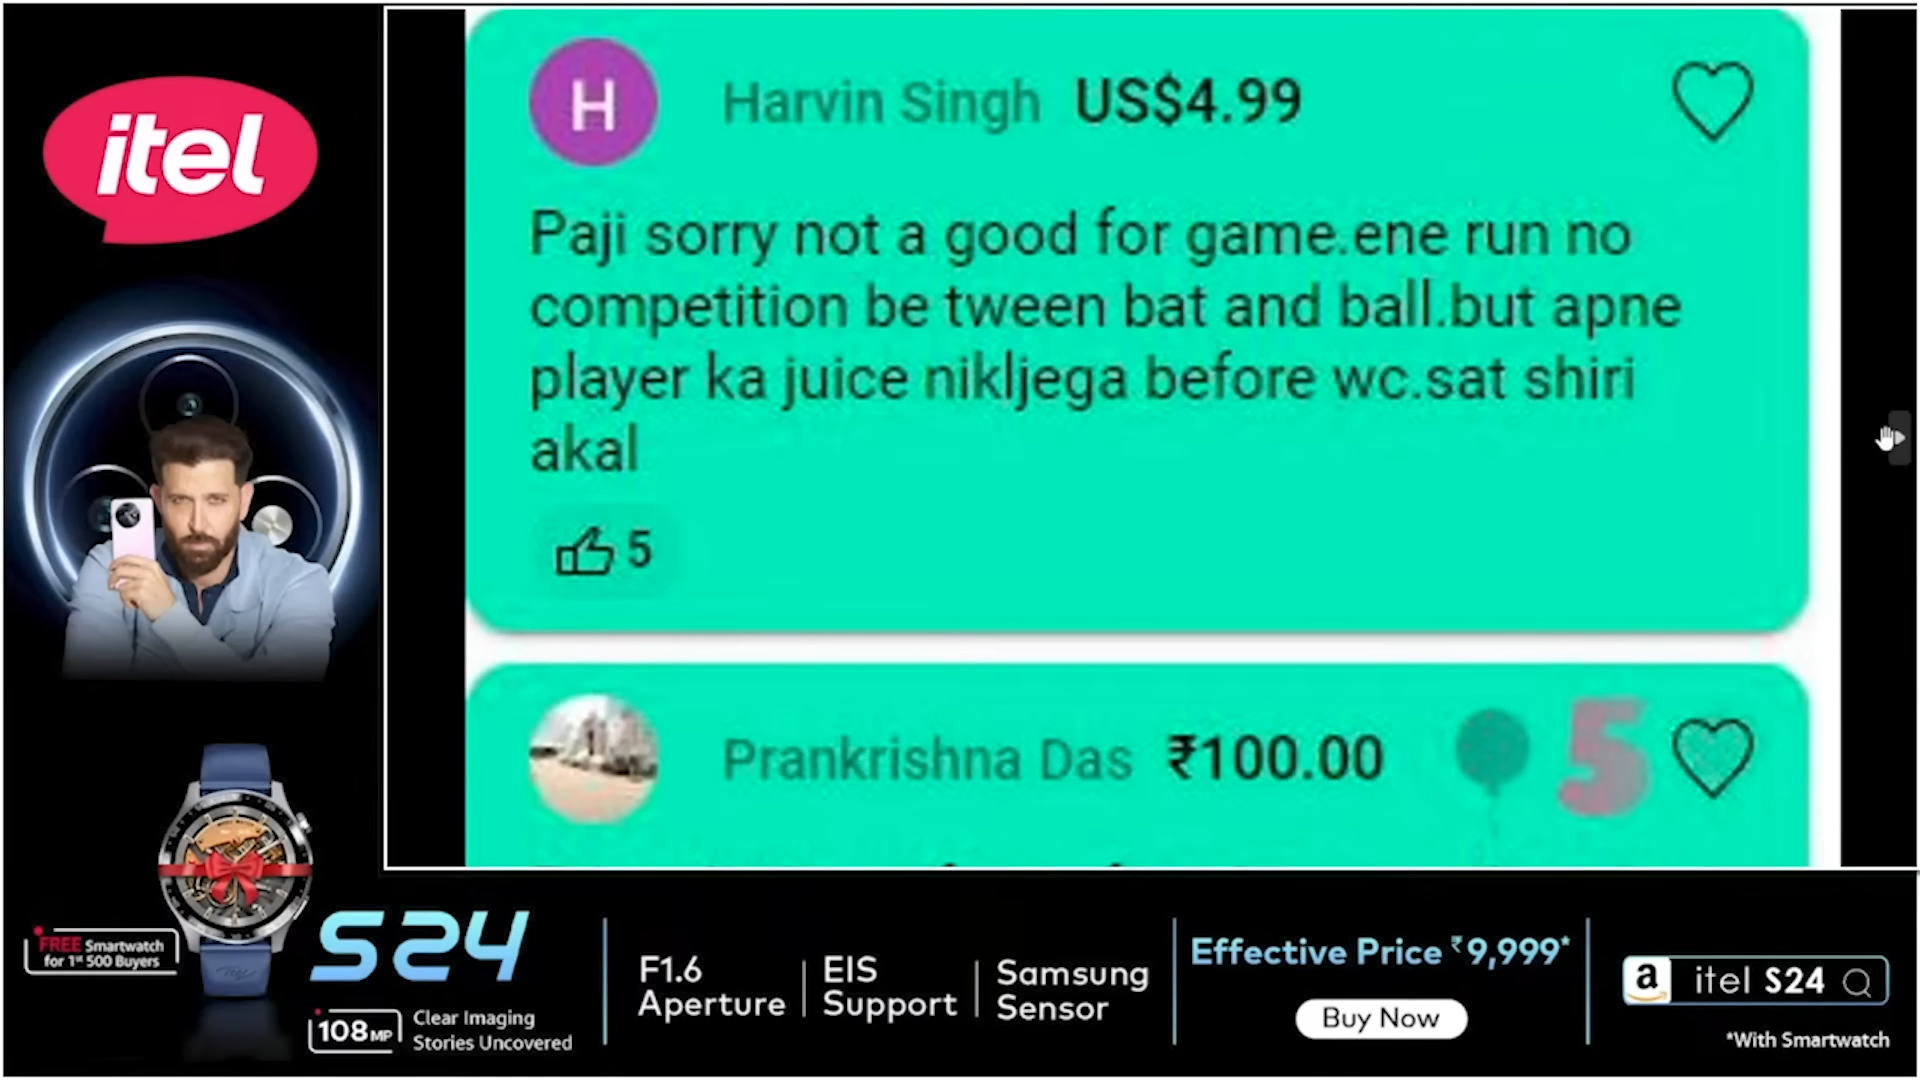 itel
H
Harvin Singh US$4.99
Paji sorry not a good for game.ene run no
competition be tween bat and ball.but apne
player ka juice nikljega before wc.sat shiri
akal
5
Prankrishna Das ₹100.00
5
FREE Smartwatch
for 1st 500 Buyers
S24
108MP
Clear Imaging
Stories Uncovered
F1.6
Aperture
EIS
Support
Samsung
Sensor
Effective Price ₹9,999*
Buy Now
a itel S24
*With Smartwatch